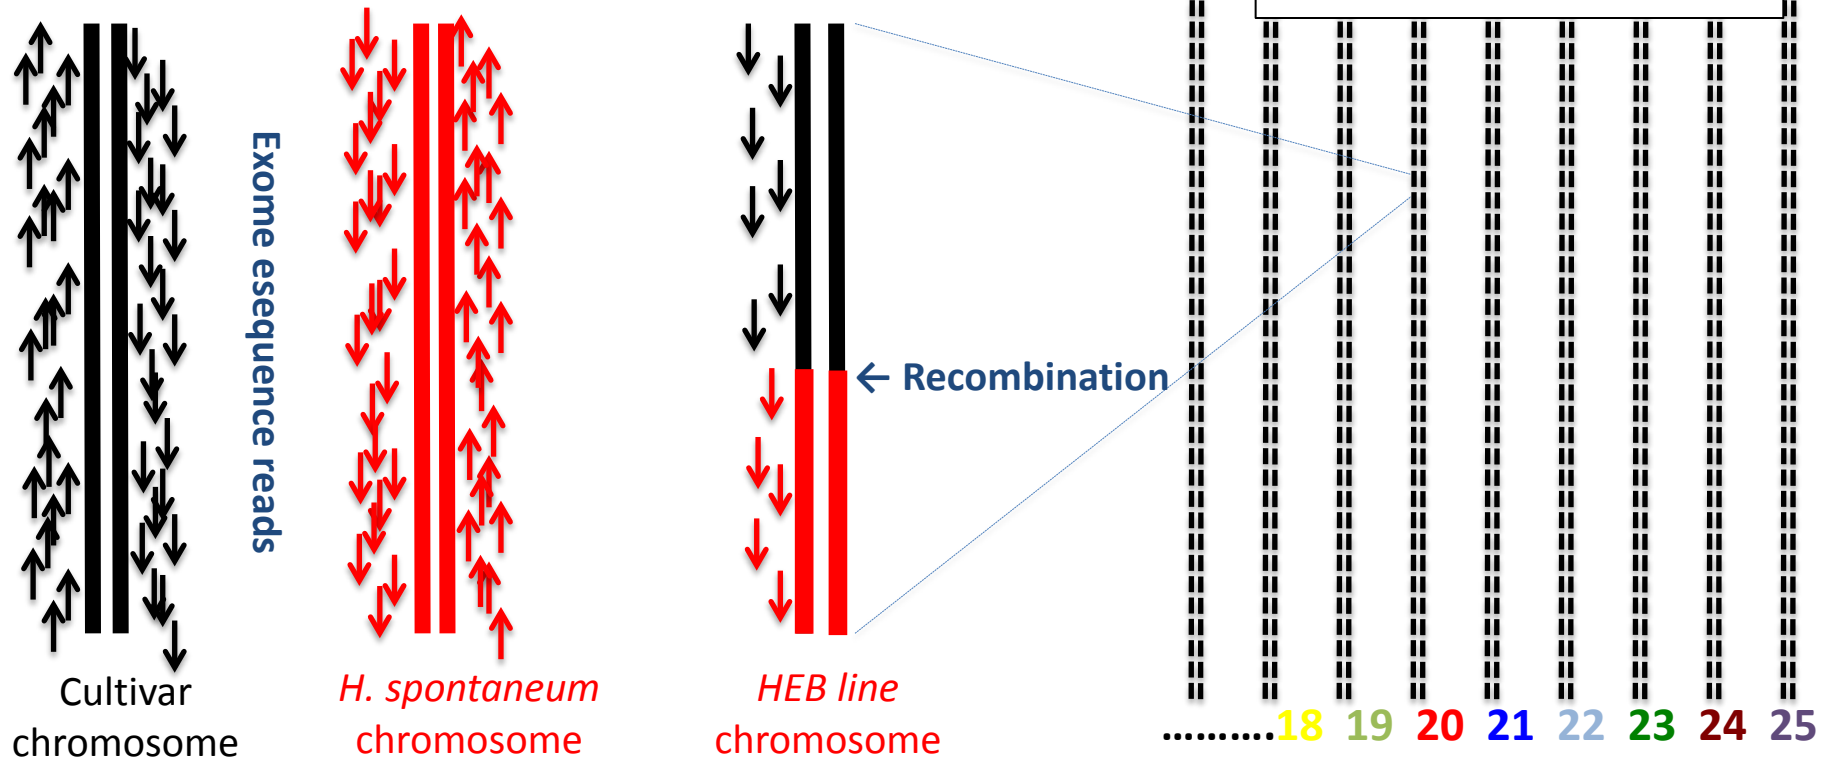 Exome esequence reads
← Recombination
Cultivar
chromosome
H. spontaneum
chromosome
HEB line
chromosome
..........18 19 20 21 22 23 24 25